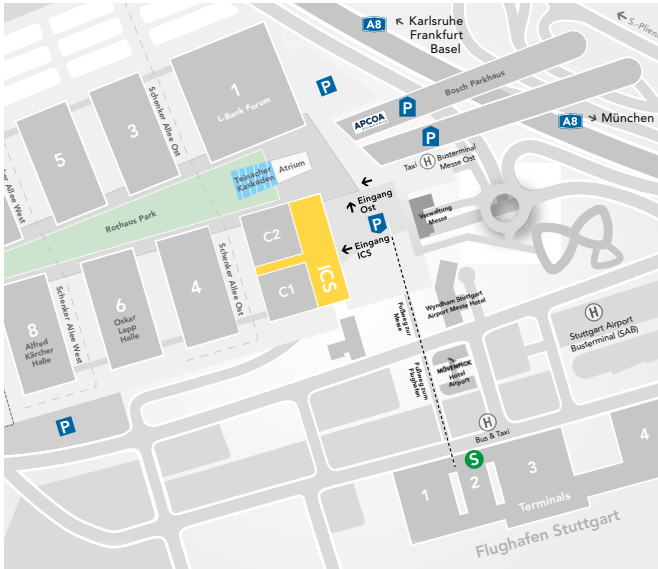 A8
Karlsruhe
Frankfurt
Basel
S.-Plien
P
Bosch Parkhaus
P
APCOA
A8
München
P
1
L-Bank Forum
3
5
Schenker Allee Ost
Allee West
Taxi
H
Busterminal
Messe Ost
Atrium
Teinacher
Kaskaden
Rothaus Park
Eingang
Ost
P
Eingang
ICS
Verwaltung
Messe
C2
C1
ICS
4
Schenker Allee Ost
6
Oskar
Lapp
Halle
Schenker Allee West
8
Alfred
Kärcher
Halle
Fußweg zur
Messe
Wyndham Stuttgart
Airport Messe Hotel
H
Stuttgart Airport
Busterminal (SAB)
Fußweg zum
Flughafen
MÖVENPICK
Hotel
Airport
P
H
Bus & Taxi
S
1
2
3
4
Terminals
Flughafen Stuttgart